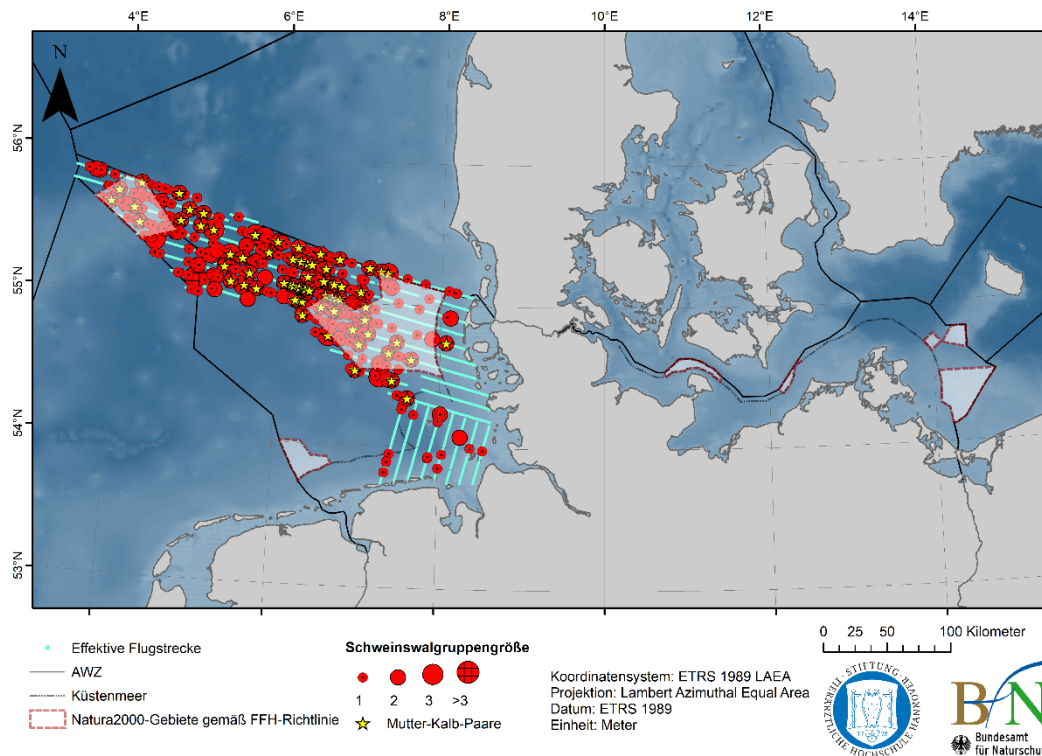 4°E 6°E 8°E 10°E 12°E 14°E
N
56°N
55°N
54°N
53°N
Effektive Flugstrecke
AWZ
Küstenmeer
Natura2000-Gebiete gemäß FFH-Richtlinie
Schweinswalgruppengröße
1 2 3 >3
Mutter-Kalb-Paare
Koordinatensystem: ETRS 1989 LAEA
Projektion: Lambert Azimuthal Equal Area
Datum: ETRS 1989
Einheit: Meter
0 25 50 100 Kilometer
STIFTUNG
TIERÄRZTLICHE HOCHSCHULE HANNOVER
BfN
Bundesamt
für Naturschu